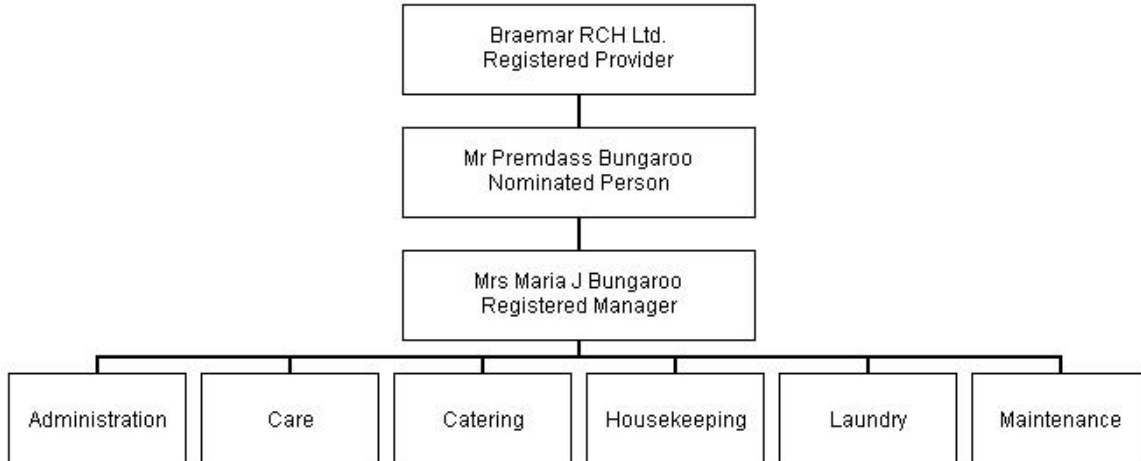 Braemar RCH Ltd.
Registered Provider
Mr Premdass Bungaroo
Nominated Person
Mrs Maria J Bungaroo
Registered Manager
Administration
Care
Catering
Housekeeping
Laundry
Maintenance